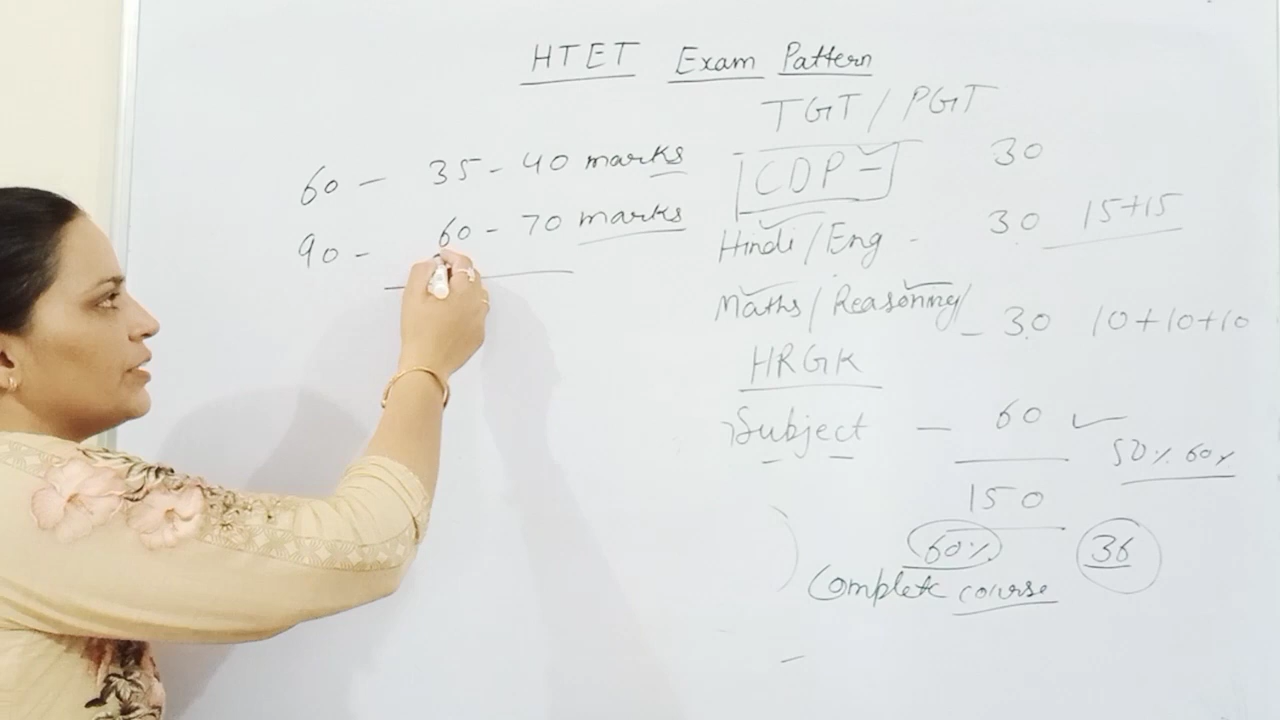 HTET Exam Pattern
TGT / PGT
60 - 35 - 40 marks
90 - 60 - 70 marks
CDP - 30
Hindi / Eng - 30 15+15
Maths / Reasoning / - 30 10+10+10
HRGK
Subject - 60
50% 60%
150
60% 36
Complete course